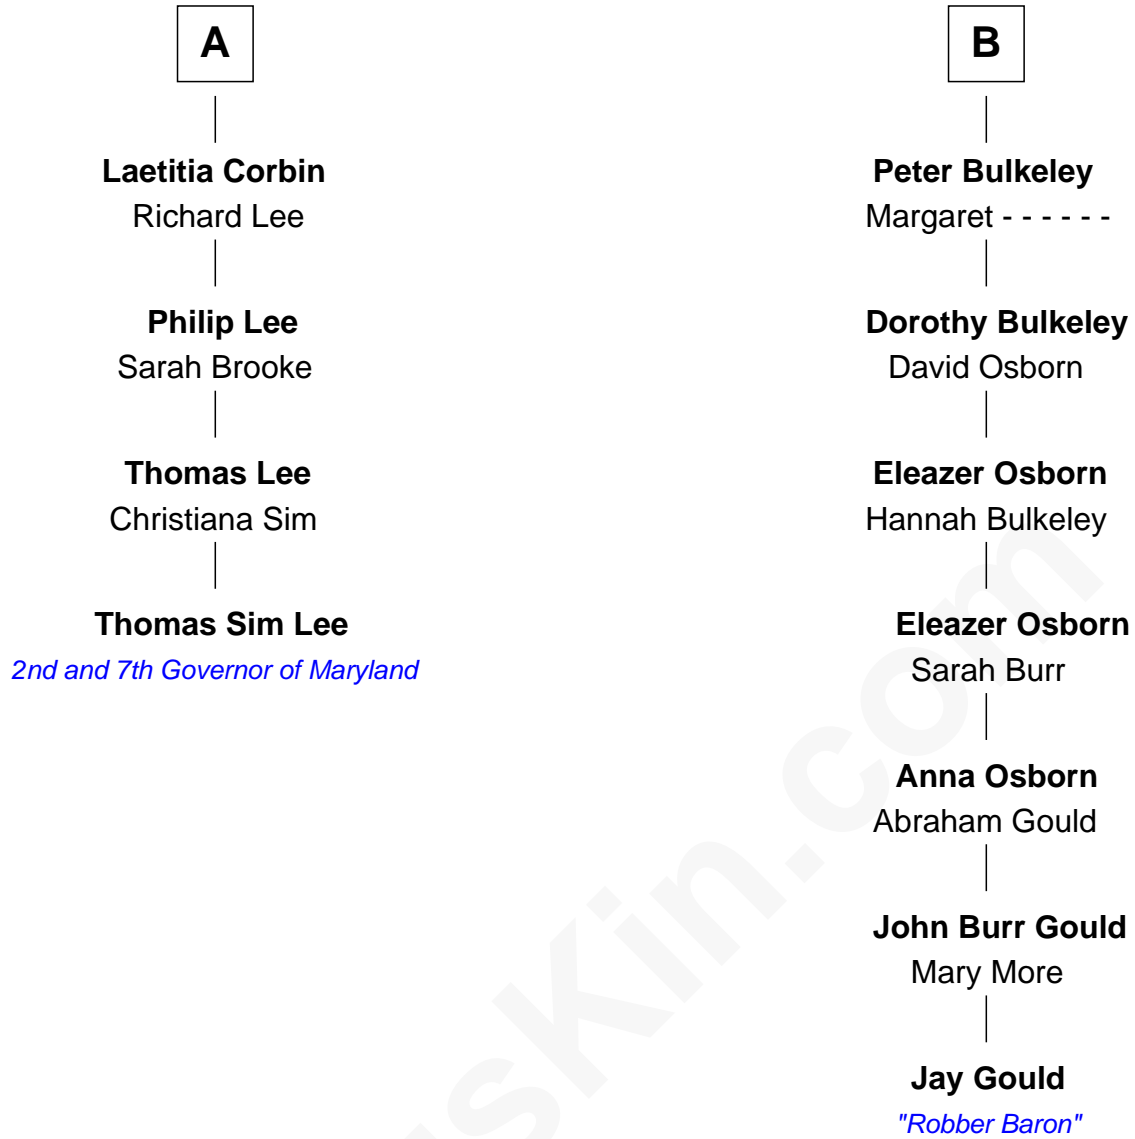 A
Laetitia Corbin
Richard Lee
Philip Lee
Sarah Brooke
Thomas Lee
Christiana Sim
Thomas Sim Lee
2nd and 7th Governor of Maryland
B
Peter Bulkeley
Margaret - - - - - -
Dorothy Bulkeley
David Osborn
Eleazer Osborn
Hannah Bulkeley
Eleazer Osborn
Sarah Burr
Anna Osborn
Abraham Gould
John Burr Gould
Mary More
Jay Gould
"Robber Baron"
usKin.com